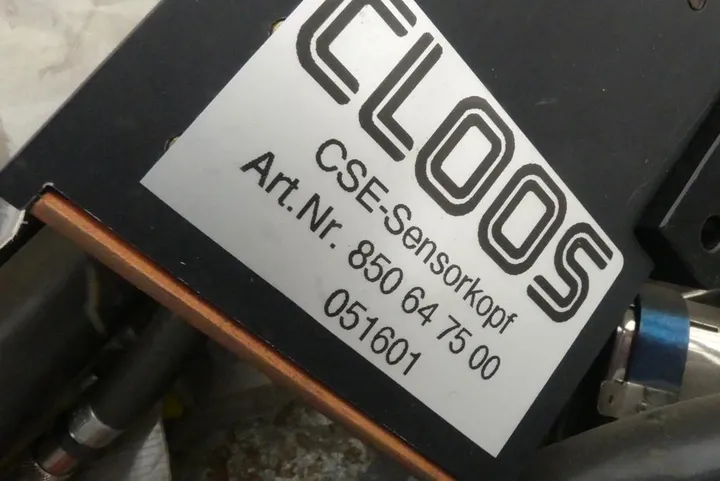 CLOOS
CSE-Sensorkopf
Art.Nr. 850 64 75 00
051601